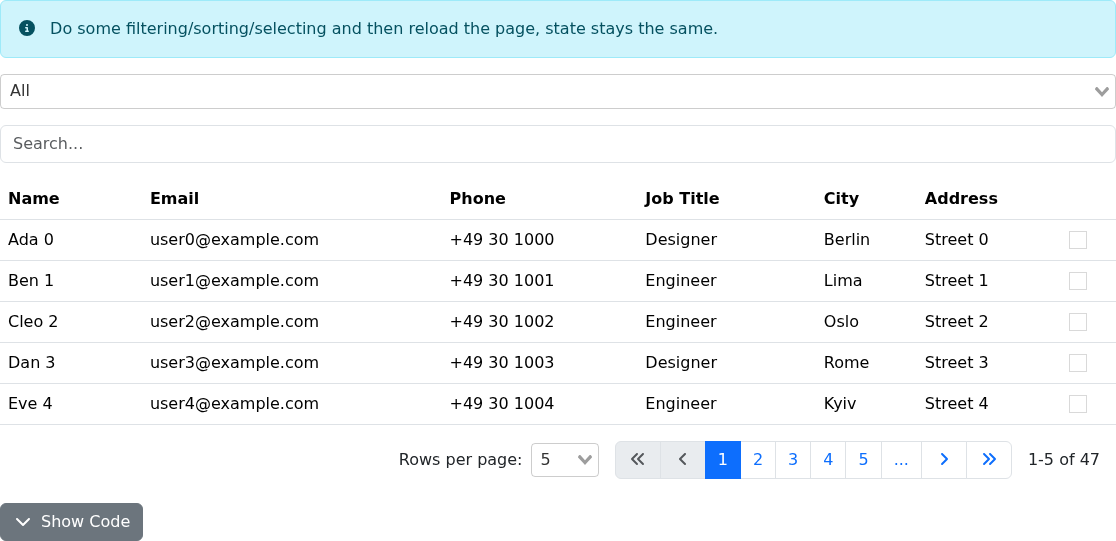 Do some filtering/sorting/selecting and then reload the page, state stays the same.
All
Search...
Name Email Phone Job Title City Address
Ada 0 user0@example.com +49 30 1000 Designer Berlin Street 0
Ben 1 user1@example.com +49 30 1001 Engineer Lima Street 1
Cleo 2 user2@example.com +49 30 1002 Engineer Oslo Street 2
Dan 3 user3@example.com +49 30 1003 Designer Rome Street 3
Eve 4 user4@example.com +49 30 1004 Engineer Kyiv Street 4
Rows per page: 5 1 2 3 4 5 ... 1-5 of 47
Show Code